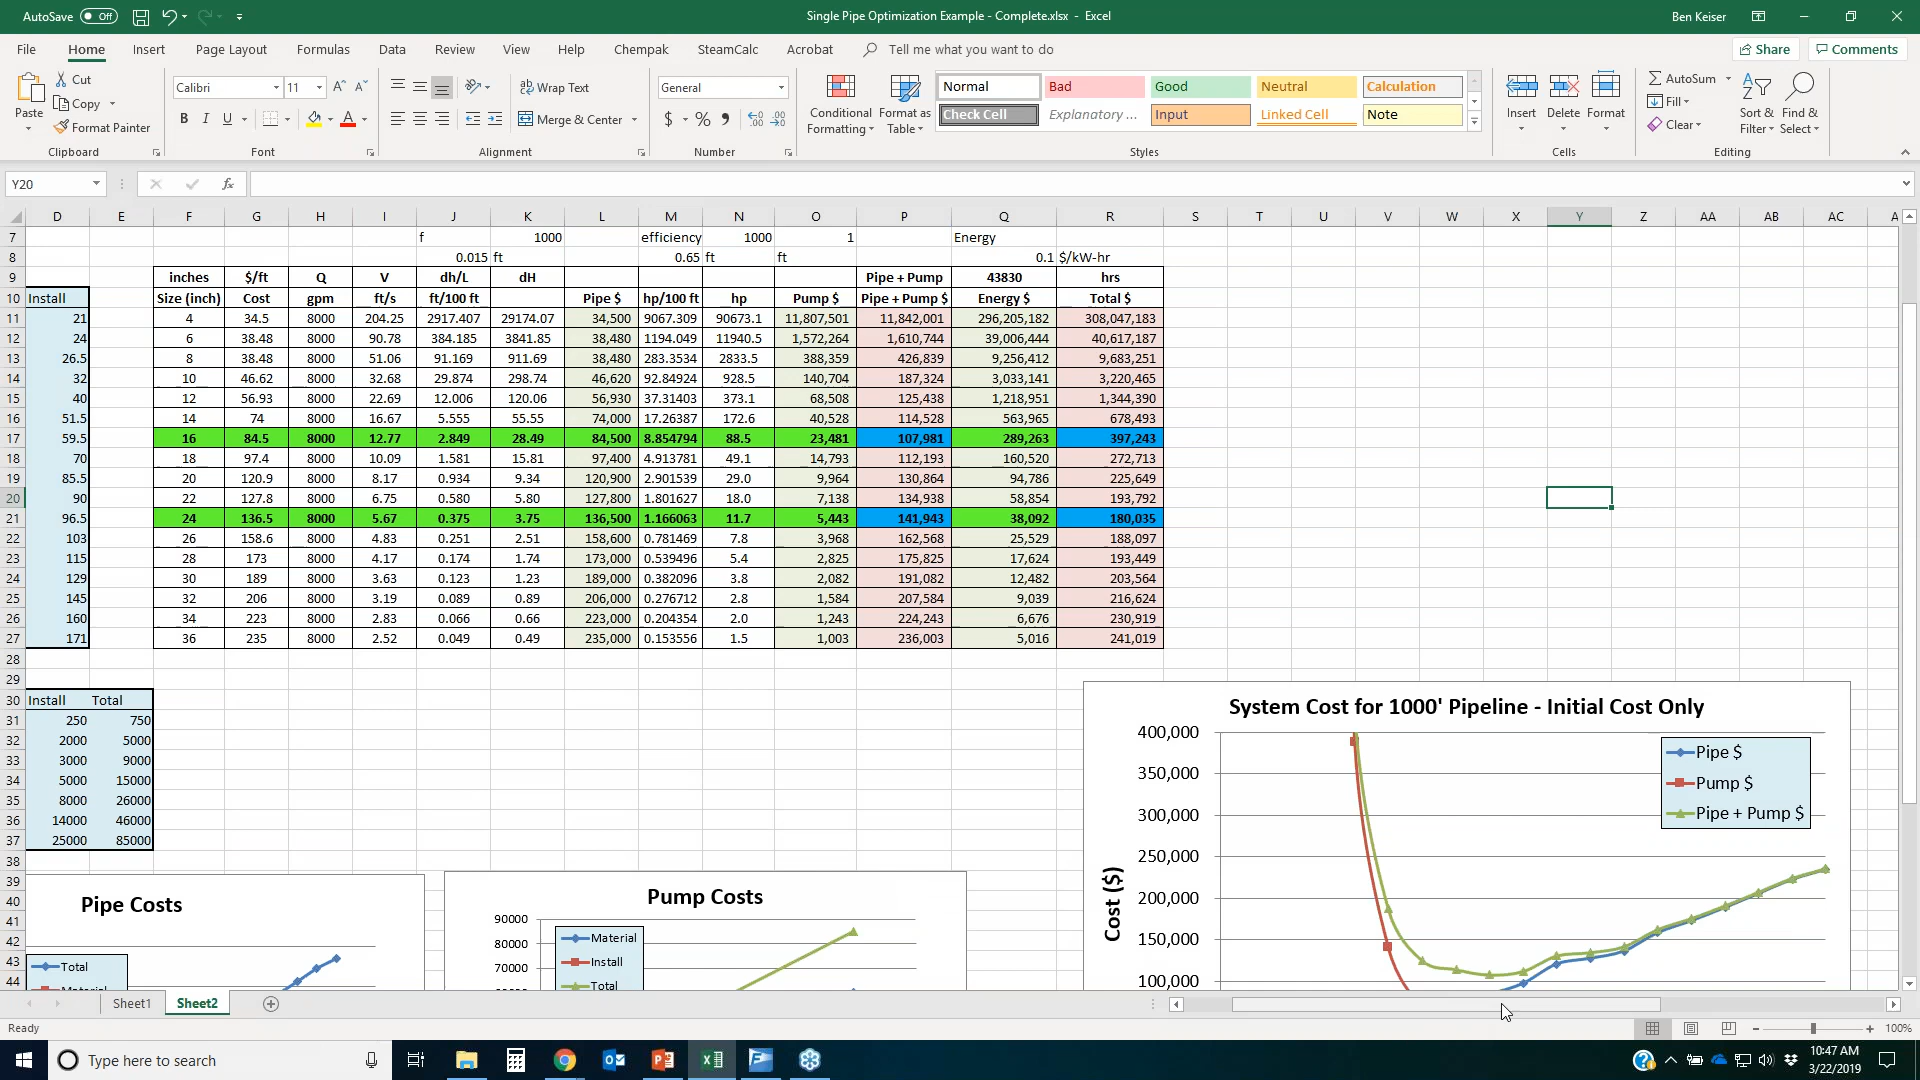 AutoSave Off Single Pipe Optimization Example - Complete.xlsx - Excel Ben Keiser
File Home Insert Page Layout Formulas Data Review View Help Chempak SteamCalc Acrobat Tell me what you want to do Share Comments
Paste Cut Copy Format Painter Clipboard
Calibri 11 B I U Font
Wrap Text Merge & Center Alignment
General $ % Number
Conditional Formatting Format as Table
Normal Bad Good Neutral Calculation
Check Cell Explanatory ... Input Linked Cell Note
Styles
Insert Delete Format Cells
AutoSum Fill Clear Sort & Filter Find & Select Editing
Y20 fx
D E F G H I J K L M N O P Q R S T U V W X Y Z AA AB AC
7 f 1000 efficiency 1000 1 Energy
8 0.015 ft 0.65 ft ft 0.1 $/kW-hr
9 inches $/ft Q V dh/L dH Pipe + Pump 43830 hrs
10 Install Size (inch) Cost gpm ft/s ft/100 ft Pipe $ hp/100 ft hp Pump $ Pipe + Pump $ Energy $ Total $
11 21 4 34.5 8000 204.25 2917.407 29174.07 34,500 9067.309 90673.1 11,807,501 11,842,001 296,205,182 308,047,183
12 24 6 38.48 8000 90.78 384.185 3841.85 38,480 1194.049 11940.5 1,572,264 1,610,744 39,006,444 40,617,187
13 26.5 8 38.48 8000 51.06 91.169 911.69 38,480 283.3534 2833.5 388,359 426,839 9,256,412 9,683,251
14 32 10 46.62 8000 32.68 29.874 298.74 46,620 92.84924 928.5 140,704 187,324 3,033,141 3,220,465
15 40 12 56.93 8000 22.69 12.006 120.06 56,930 37.31403 373.1 68,508 125,438 1,218,951 1,344,390
16 51.5 14 74 8000 16.67 5.555 55.55 74,000 17.26387 172.6 40,528 114,528 563,965 678,493
17 59.5 16 84.5 8000 12.77 2.849 28.49 84,500 8.854794 88.5 23,481 107,981 289,263 397,243
18 70 18 97.4 8000 10.09 1.581 15.81 97,400 4.913781 49.1 14,793 112,193 160,520 272,713
19 85.5 20 120.9 8000 8.17 0.934 9.34 120,900 2.901539 29.0 9,964 130,864 94,786 225,649
20 90 22 127.8 8000 6.75 0.580 5.80 127,800 1.801627 18.0 7,138 134,938 58,854 193,792
21 96.5 24 136.5 8000 5.67 0.375 3.75 136,500 1.166063 11.7 5,443 141,943 38,092 180,035
22 103 26 158.6 8000 4.83 0.251 2.51 158,600 0.781469 7.8 3,968 162,568 25,529 188,097
23 115 28 173 8000 4.17 0.174 1.74 173,000 0.539496 5.4 2,825 175,825 17,624 193,449
24 129 30 189 8000 3.63 0.123 1.23 189,000 0.382096 3.8 2,082 191,082 12,482 203,564
25 145 32 206 8000 3.19 0.089 0.89 206,000 0.276712 2.8 1,584 207,584 9,039 216,624
26 160 34 223 8000 2.83 0.066 0.66 223,000 0.204354 2.0 1,243 224,243 6,676 230,919
27 171 36 235 8000 2.52 0.049 0.49 235,000 0.153556 1.5 1,003 236,003 5,016 241,019
28
29
30 Install Total
31 250 750
32 2000 5000
33 3000 9000
34 5000 15000
35 8000 26000
36 14000 46000
37 25000 85000
38
39
40
41
42
43
44
Pipe Costs
Total
Pump Costs
90000
80000
70000
Material
Install
Total
System Cost for 1000' Pipeline - Initial Cost Only
400,000
350,000
300,000
250,000
200,000
150,000
100,000
Cost ($)
Pipe $
Pump $
Pipe + Pump $
Sheet1 Sheet2
Ready 100%
Type here to search
10:47 AM
3/22/2019